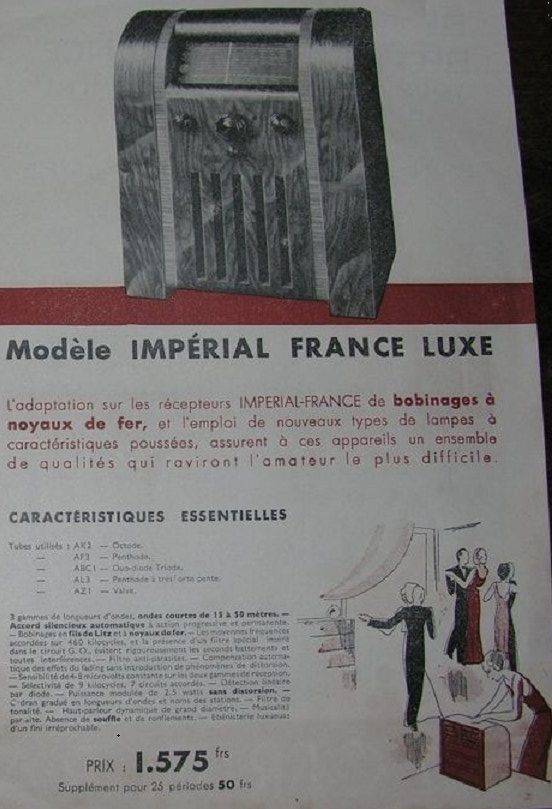 Modèle IMPÉRIAL FRANCE LUXE
L'adaptation sur les récepteurs IMPERIAL-FRANCE de bobinages à
noyaux de fer, et l'emploi de nouveaux types de lampes à
caractéristiques poussées, assurent à ces appareils un ensemble
de qualités qui raviront l'amateur le plus difficile.
CARACTÉRISTIQUES ESSENTIELLES
Tubes utilisés : AK2 — Octode.
— AF3 — Penthode.
— ABC1 — Duo-diode Triode.
— AL3 — Penthode à très forte pente.
— AZ1 — Valve.
3 gammes de longueurs d'ondes, ondes courtes de 15 à 50 mètres. —
Accord silencieux automatique à action progressive et permanente.
— Bobinages en fils de Litz et à noyaux de fer. — Les moyennes fréquences
accordées sur 460 kilocycles, et la présence d'un filtre spécial inséré
dans le circuit G. O., évitent rigoureusement les seconds battements et
toutes interférences. — Filtre anti-parasites. — Compensation automa-
tique des effets du fading sans introduction de phénomènes de distorsion.
— Sensibilité de 4-8 microvolts constante sur les deux gammes de réception.
— Sélectivité de 9 kilocycles, 7 circuits accordés. — Détection linéaire
par diode. — Puissance modulée de 2,5 watts sans distorsion. —
Cadran gradué en longueurs d'ondes et noms des stations. — Filtre de
tonalité. — Haut-parleur dynamique de grand diamètre. — Musicalité
parfaite. Absence de souffle et de ronflements. — Ebénisterie luxueuse
d'un fini irréprochable.
PRIX : 1.575 frs
Supplément pour 25 périodes 50 frs